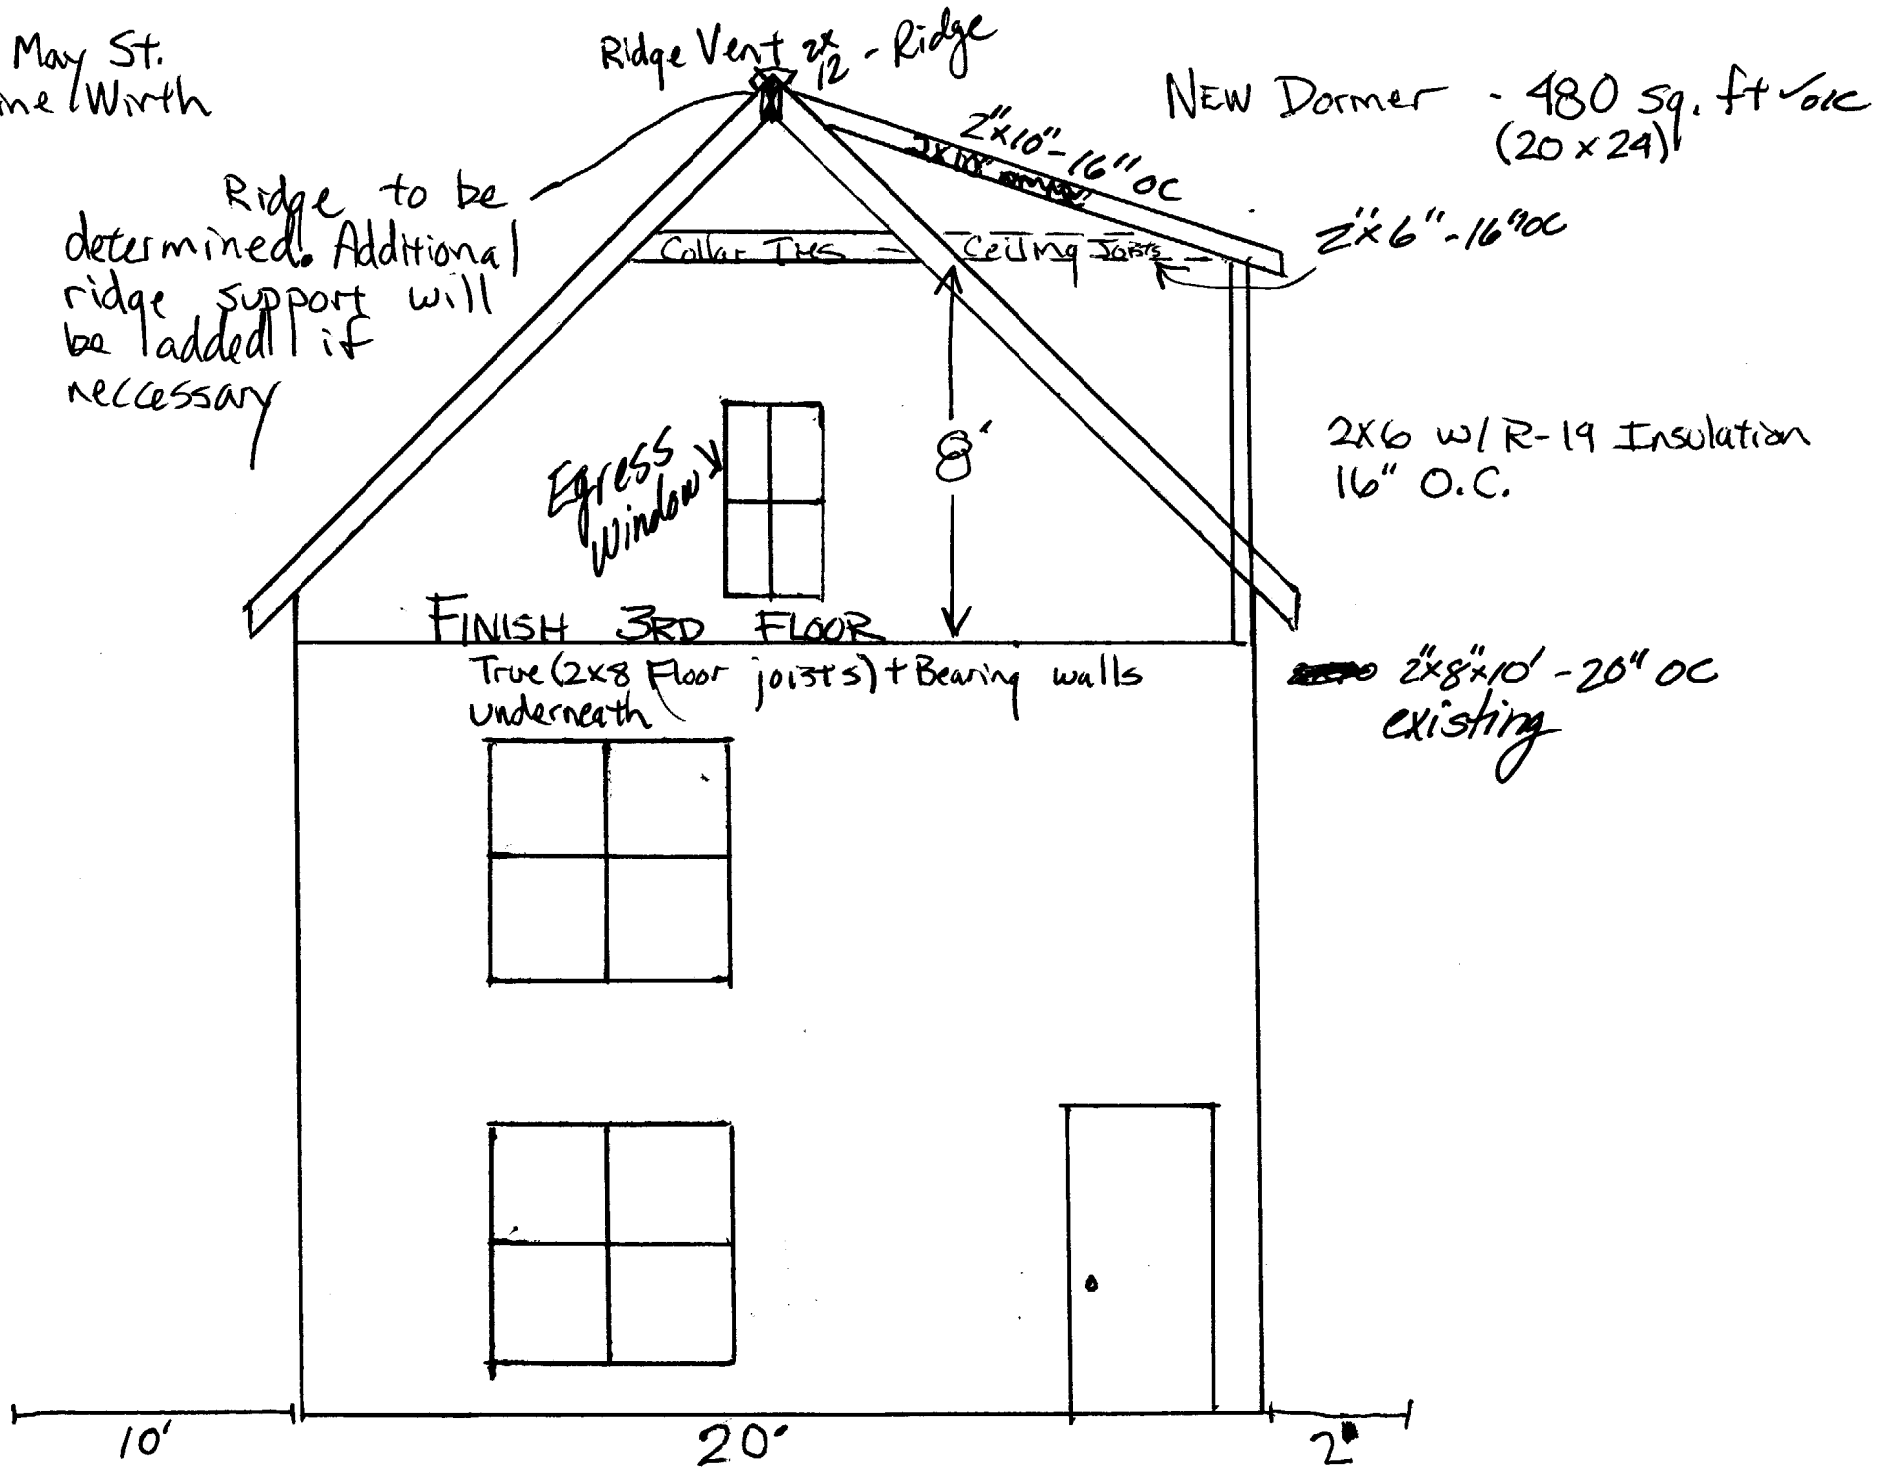 May St.
ine/Wirth
Ridge Vent 2x12 - Ridge
NEW Dormer - 480 sq. ft
(20 x 24)
2"x10"-16" OC
Ridge to be
determined. Additional
ridge support will
be added if
neccessary
Collar Ties
Ceiling Joists
2"x6"-16"OC
8'
Egress
Window
2x6 w/ R-19 Insulation
16" O.C.
FINISH 3RD FLOOR
True (2x8 Floor joists) + Bearing walls
underneath
2"x8"x10' - 20" OC
existing
10'
20'
2